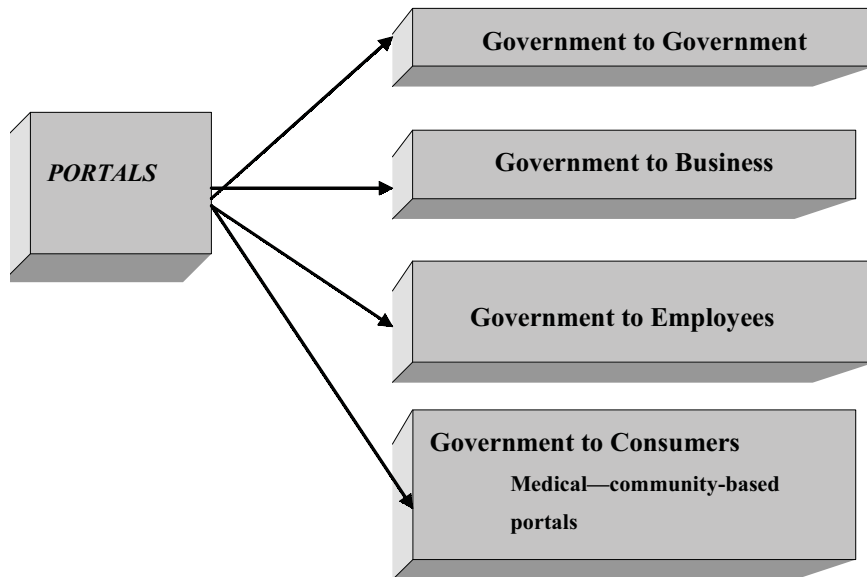 PORTALS
Government to Government
Government to Business
Government to Employees
Government to Consumers
Medical—community-based
portals